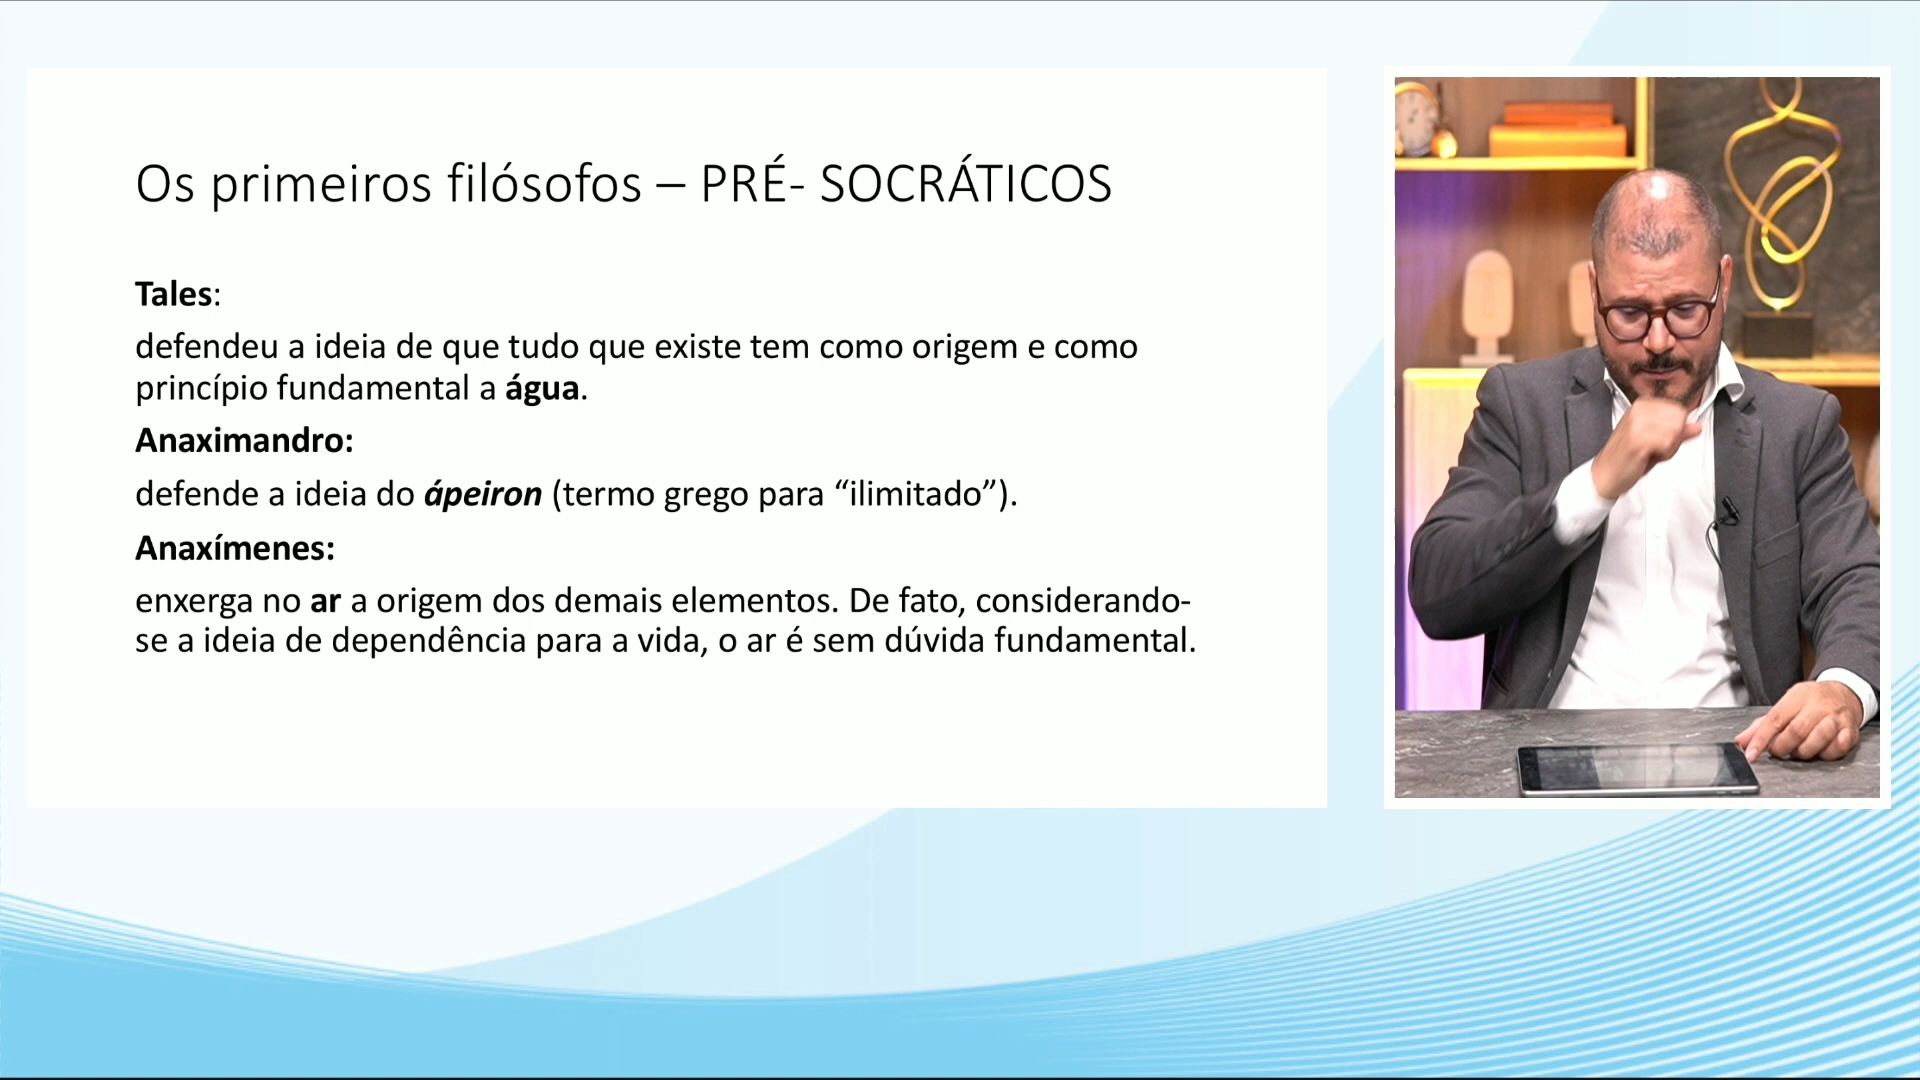 Os primeiros filósofos – PRÉ- SOCRÁTICOS
Tales:
defendeu a ideia de que tudo que existe tem como origem e como
princípio fundamental a água.
Anaximandro:
defende a ideia do ápeiron (termo grego para “ilimitado”).
Anaxímenes:
enxerga no ar a origem dos demais elementos. De fato, considerando-
se a ideia de dependência para a vida, o ar é sem dúvida fundamental.